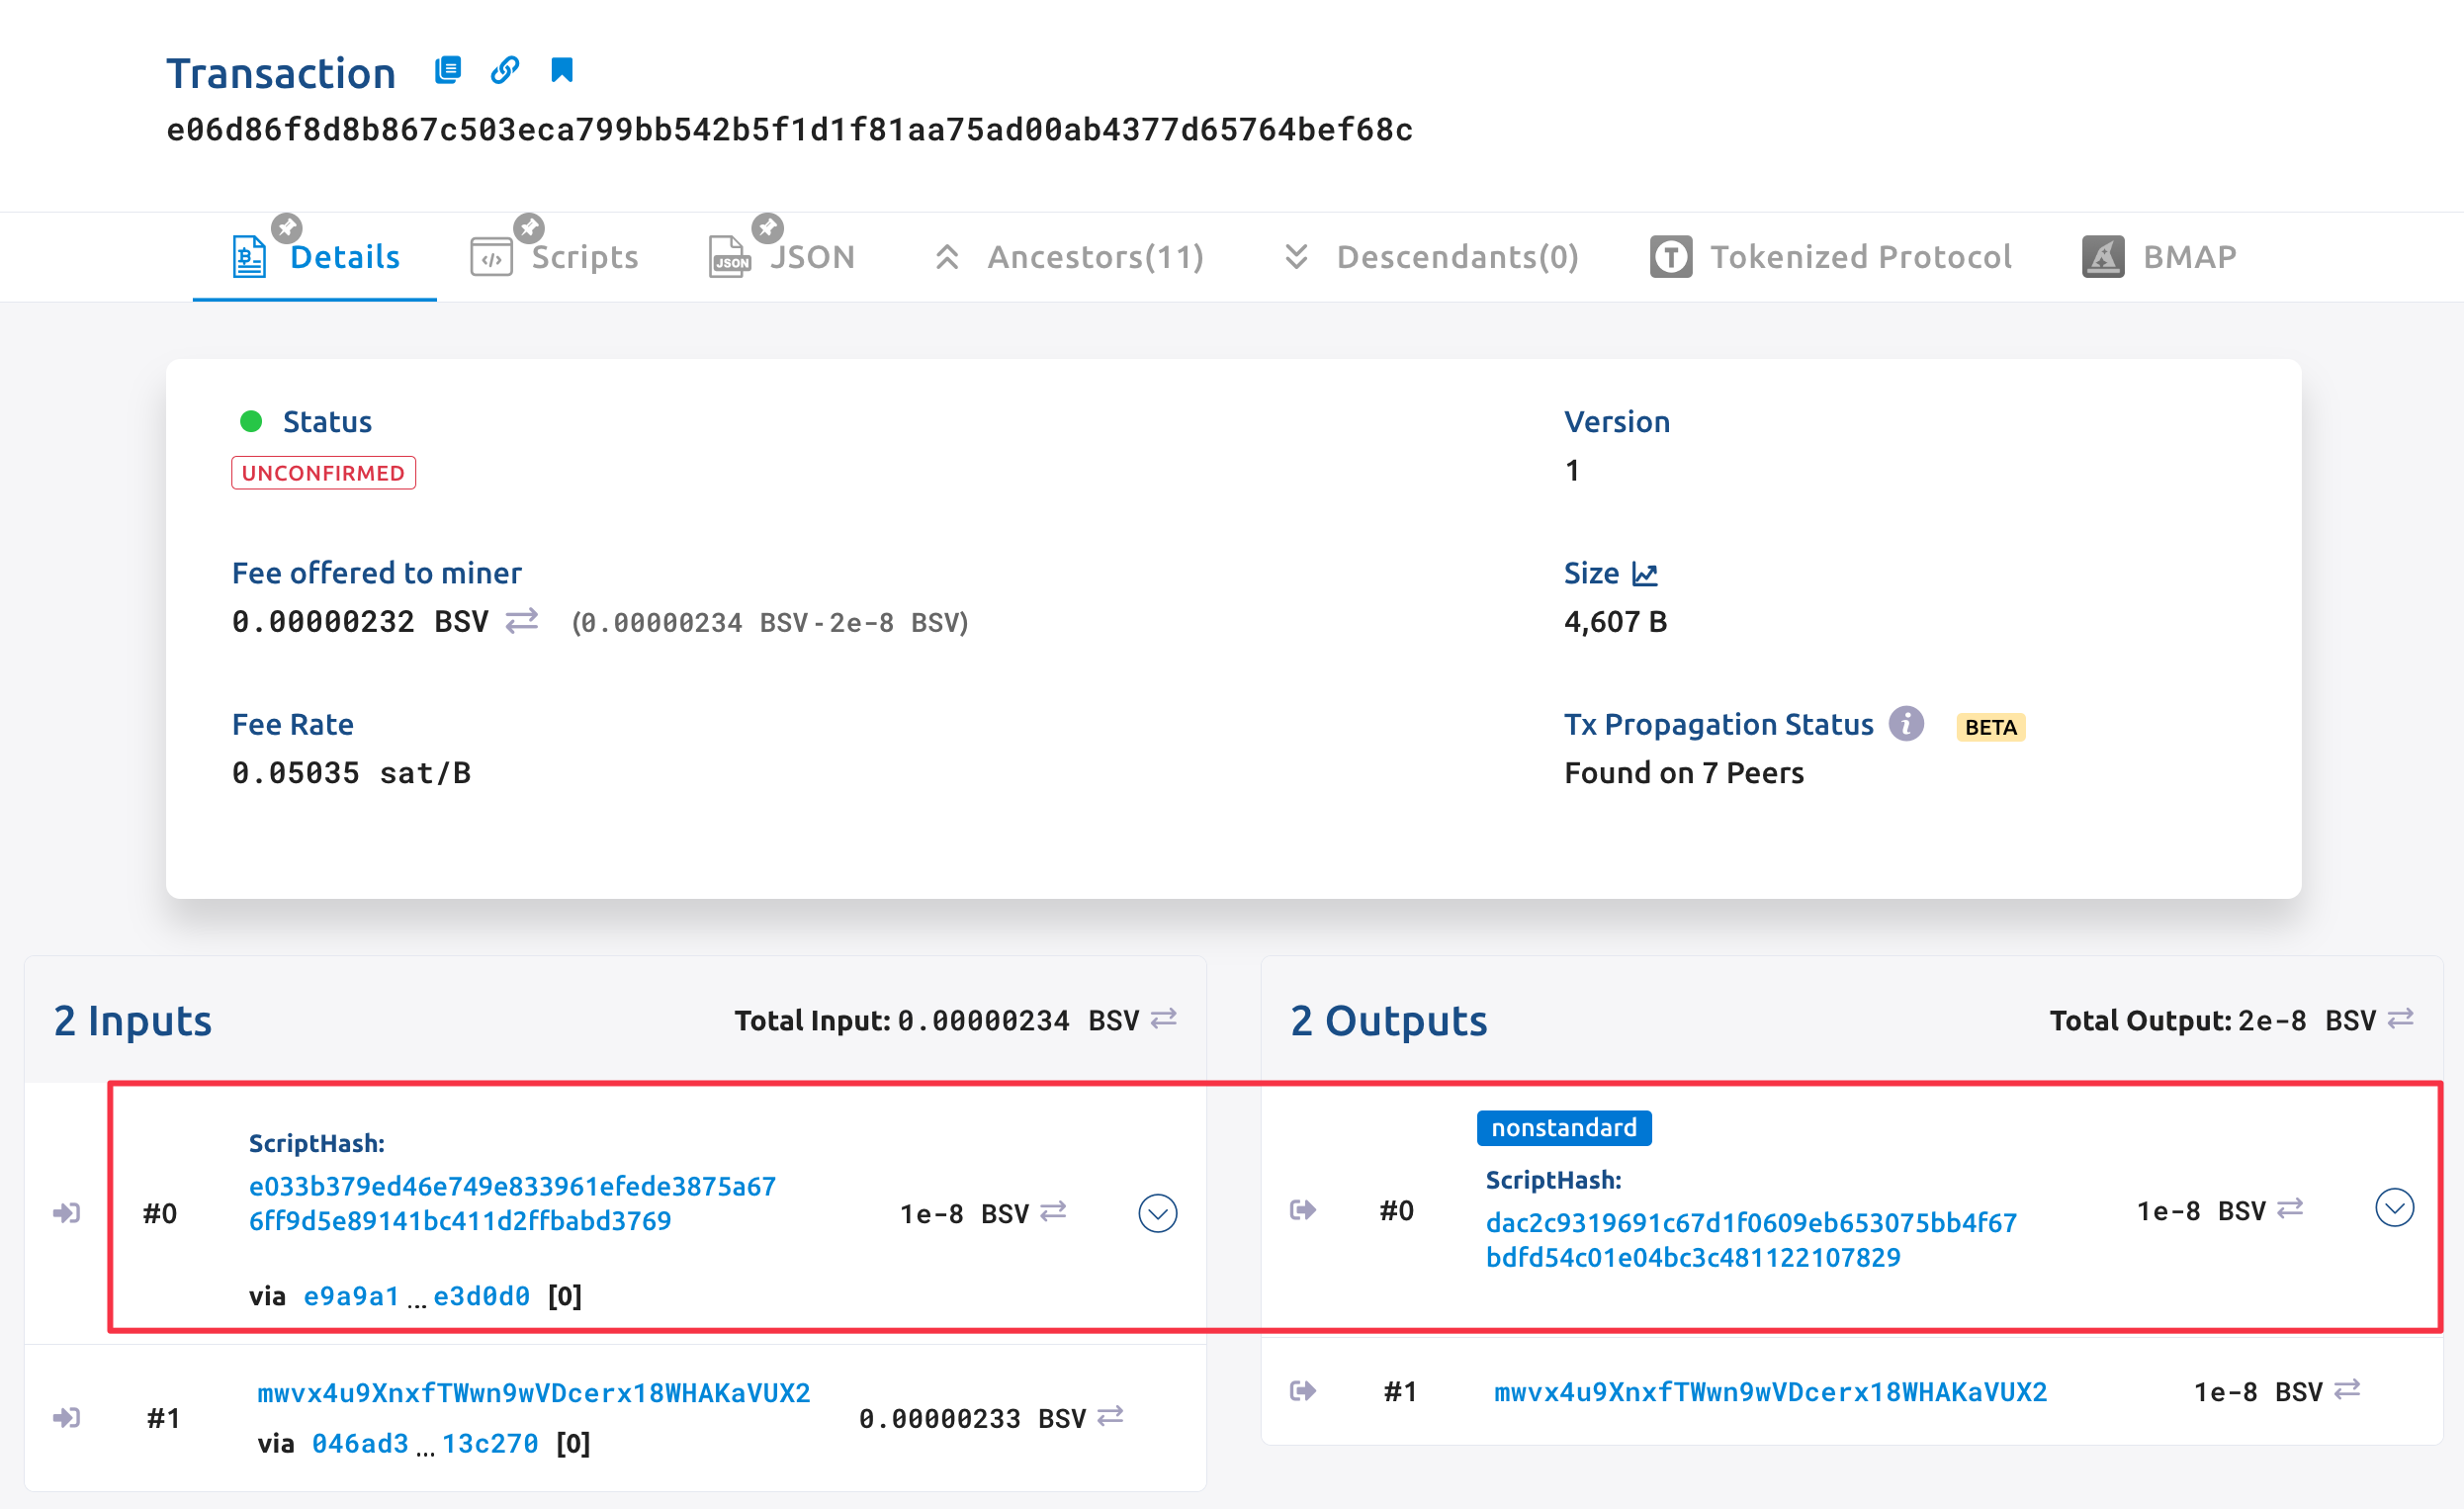 Transaction
e06d86f8d8b867c503eca799bb542b5f1d1f81aa75ad00ab4377d65764bef68c
Details
Scripts
JSON
JSON
Ancestors(11)
Descendants(0)
T
Tokenized Protocol
BMAP
Status
UNCONFIRMED
Version
1
Fee offered to miner
0.00000232 BSV (0.00000234 BSV-2e-8 BSV)
Size
4,607 B
Fee Rate
0.05035 sat/B
Tx Propagation Status i BETA
Found on 7 Peers
2 Inputs
Total Input: 0.00000234 BSV
#0
ScriptHash:
e033b379ed46e749e833961efede3875a67
6ff9d5e89141bc411d2ffbabd3769
via e9a9a1...e3d0d0 [0]
1e-8 BSV
#1
mwvx4u9XnxfTWwn9wVDcerx18WHAKaVUX2
via 046ad3...13c270 [0]
0.00000233 BSV
2 Outputs
Total Output: 2e-8 BSV
nonstandard
#0
ScriptHash:
dac2c9319691c67d1f0609eb653075bb4f67
bdfd54c01e04bc3c481122107829
1e-8 BSV
#1
mwvx4u9XnxfTWwn9wVDcerx18WHAKaVUX2
1e-8 BSV